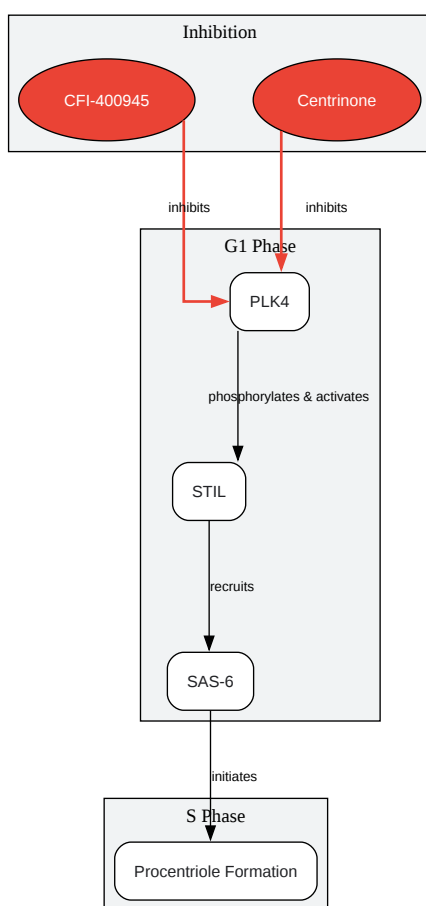 Inhibition
CFI-400945
Centrinone
inhibits
inhibits
G1 Phase
PLK4
phosphorylates & activates
STIL
recruits
SAS-6
initiates
S Phase
Procentriole Formation